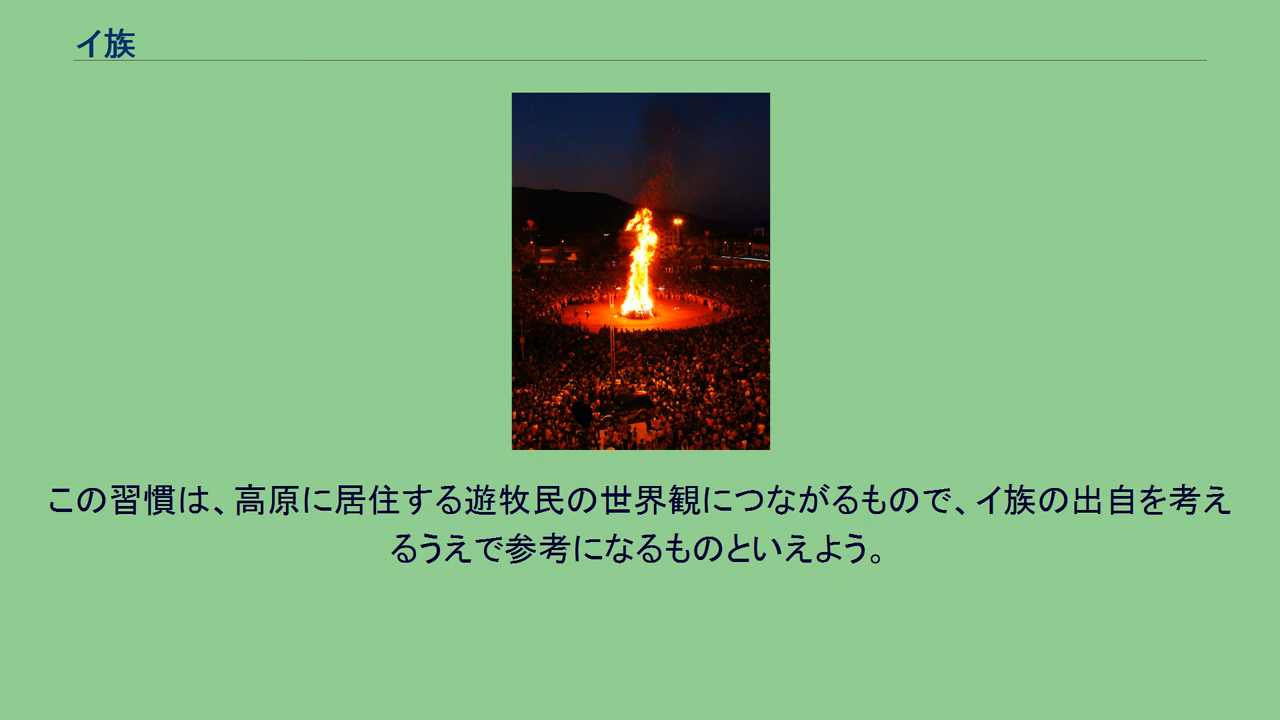 イ族
この習慣は、高原に居住する遊牧民の世界観につながるもので、イ族の出自を考え
るうえで参考になるものといえよう。